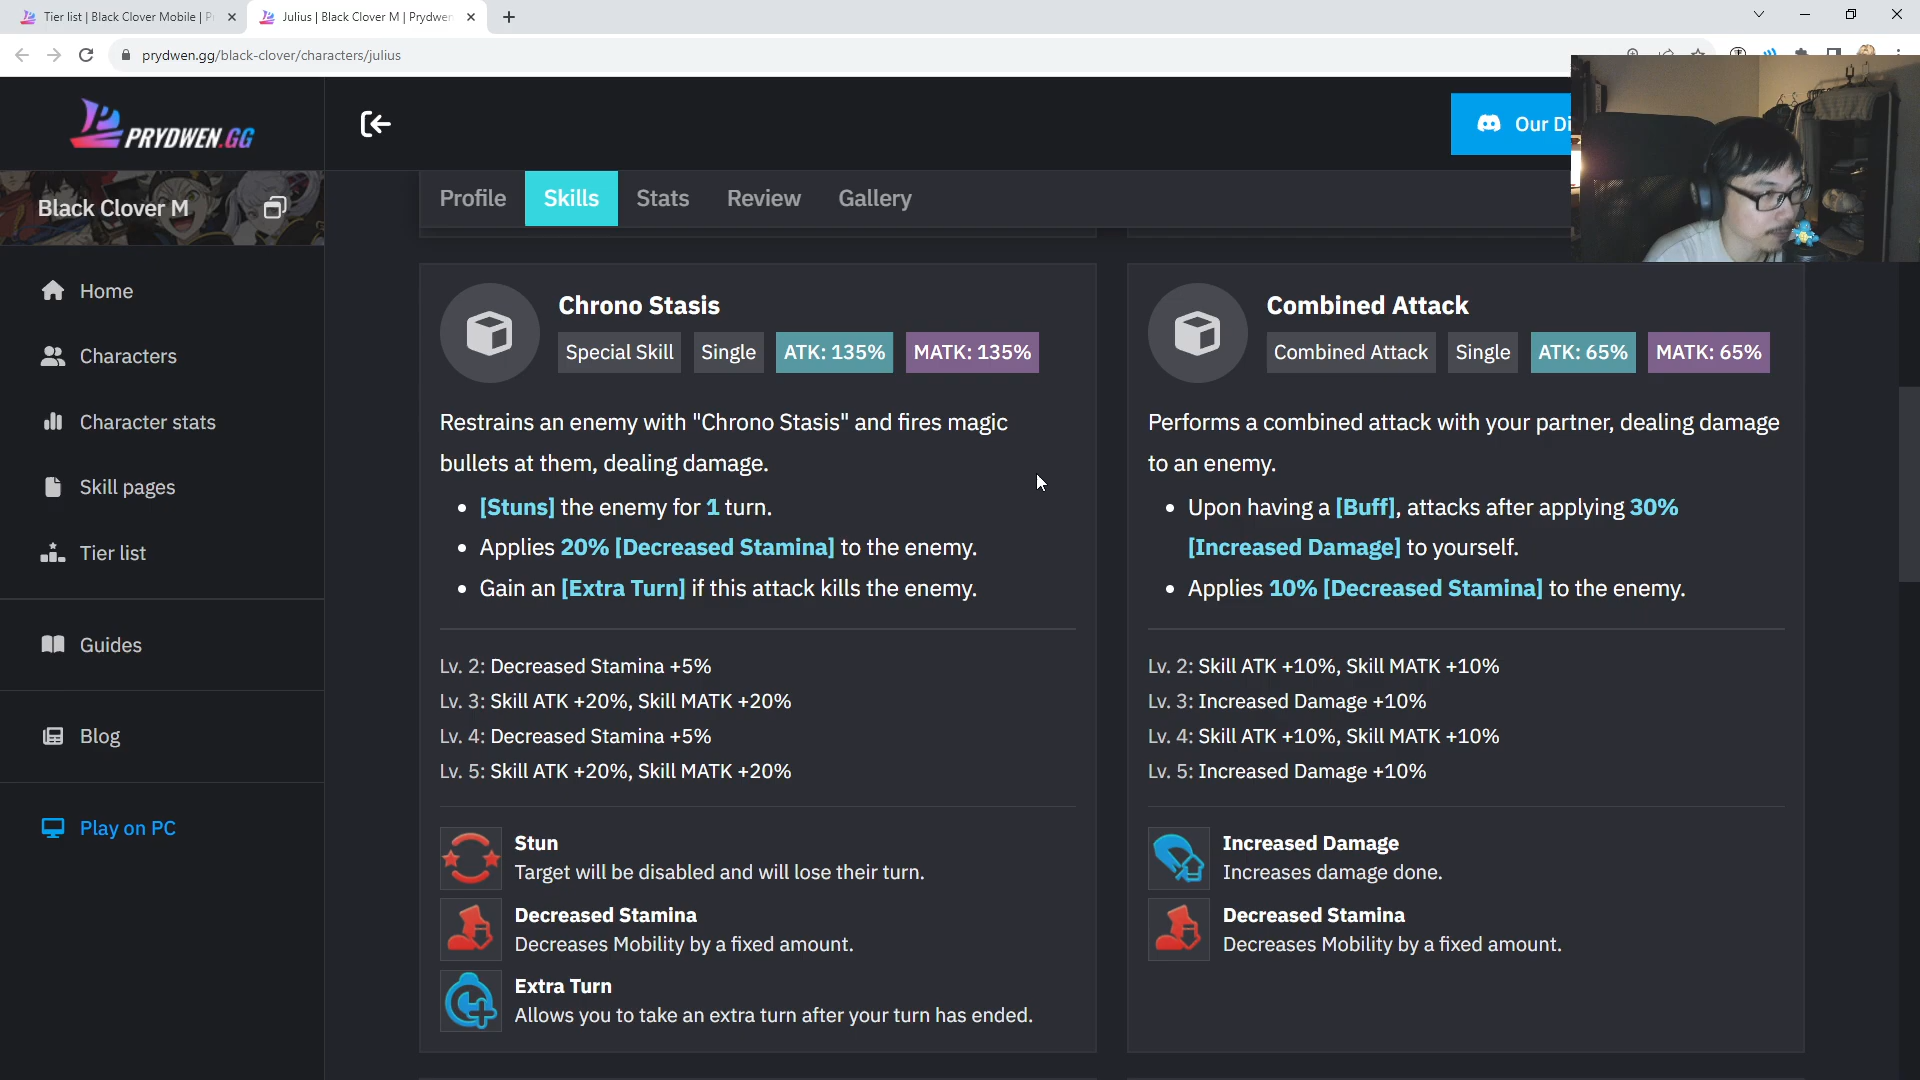 Tier list | Black Clover Mobile | P
Julius | Black Clover M | Prydwen
prydwen.gg/black-clover/characters/julius
PRYDWEN.GG
Our Di
Black Clover M
Profile
Skills
Stats
Review
Gallery
Home
Characters
Character stats
Skill pages
Tier list
Guides
Blog
Play on PC
Chrono Stasis
Special Skill
Single
ATK: 135%
MATK: 135%
Restrains an enemy with "Chrono Stasis" and fires magic
bullets at them, dealing damage.
[Stuns] the enemy for 1 turn.
Applies 20% [Decreased Stamina] to the enemy.
Gain an [Extra Turn] if this attack kills the enemy.
Lv. 2: Decreased Stamina +5%
Lv. 3: Skill ATK +20%, Skill MATK +20%
Lv. 4: Decreased Stamina +5%
Lv. 5: Skill ATK +20%, Skill MATK +20%
Stun
Target will be disabled and will lose their turn.
Decreased Stamina
Decreases Mobility by a fixed amount.
Extra Turn
Allows you to take an extra turn after your turn has ended.
Combined Attack
Combined Attack
Single
ATK: 65%
MATK: 65%
Performs a combined attack with your partner, dealing damage
to an enemy.
Upon having a [Buff], attacks after applying 30%
[Increased Damage] to yourself.
Applies 10% [Decreased Stamina] to the enemy.
Lv. 2: Skill ATK +10%, Skill MATK +10%
Lv. 3: Increased Damage +10%
Lv. 4: Skill ATK +10%, Skill MATK +10%
Lv. 5: Increased Damage +10%
Increased Damage
Increases damage done.
Decreased Stamina
Decreases Mobility by a fixed amount.